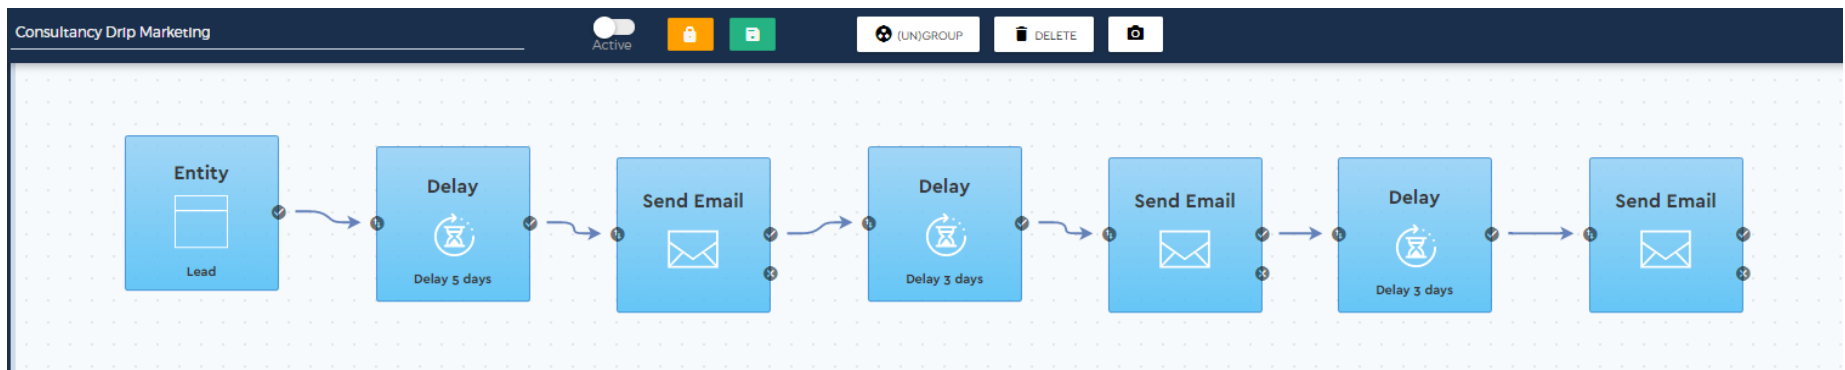 Consultancy Drip Marketing
Active
(UN)GROUP
DELETE
Entity
Lead
Delay
Delay 5 days
Send Email
Delay
Delay 3 days
Send Email
Delay
Delay 3 days
Send Email